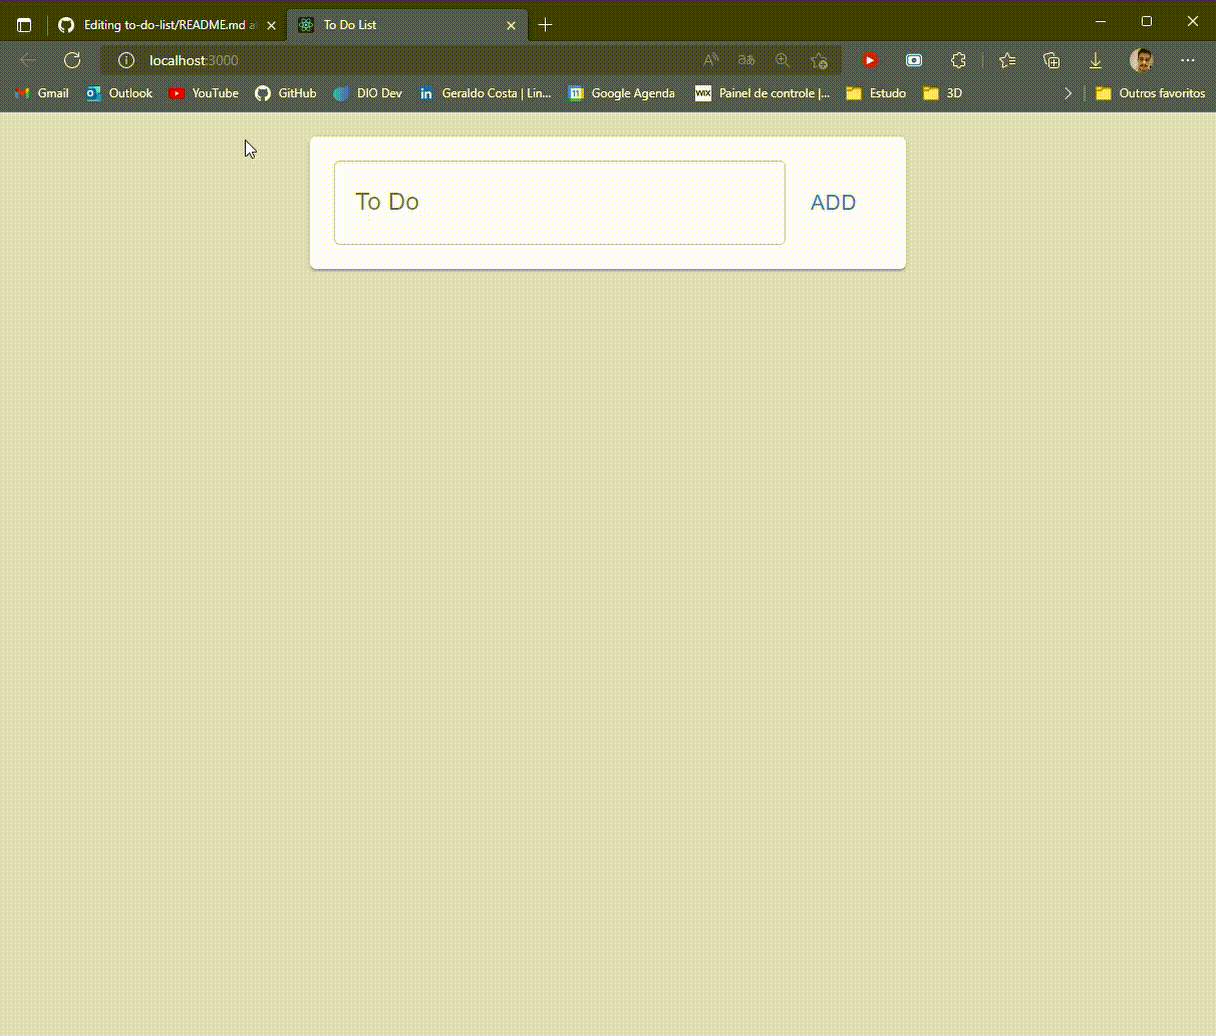 Editing to-do-list/README.md a
To Do List
localhost:3000
Gmail
Outlook
YouTube
GitHub
DIO Dev
Geraldo Costa | Lin...
Google Agenda
WIX
Painel de controle |...
Estudo
3D
Outros favoritos
To Do
ADD